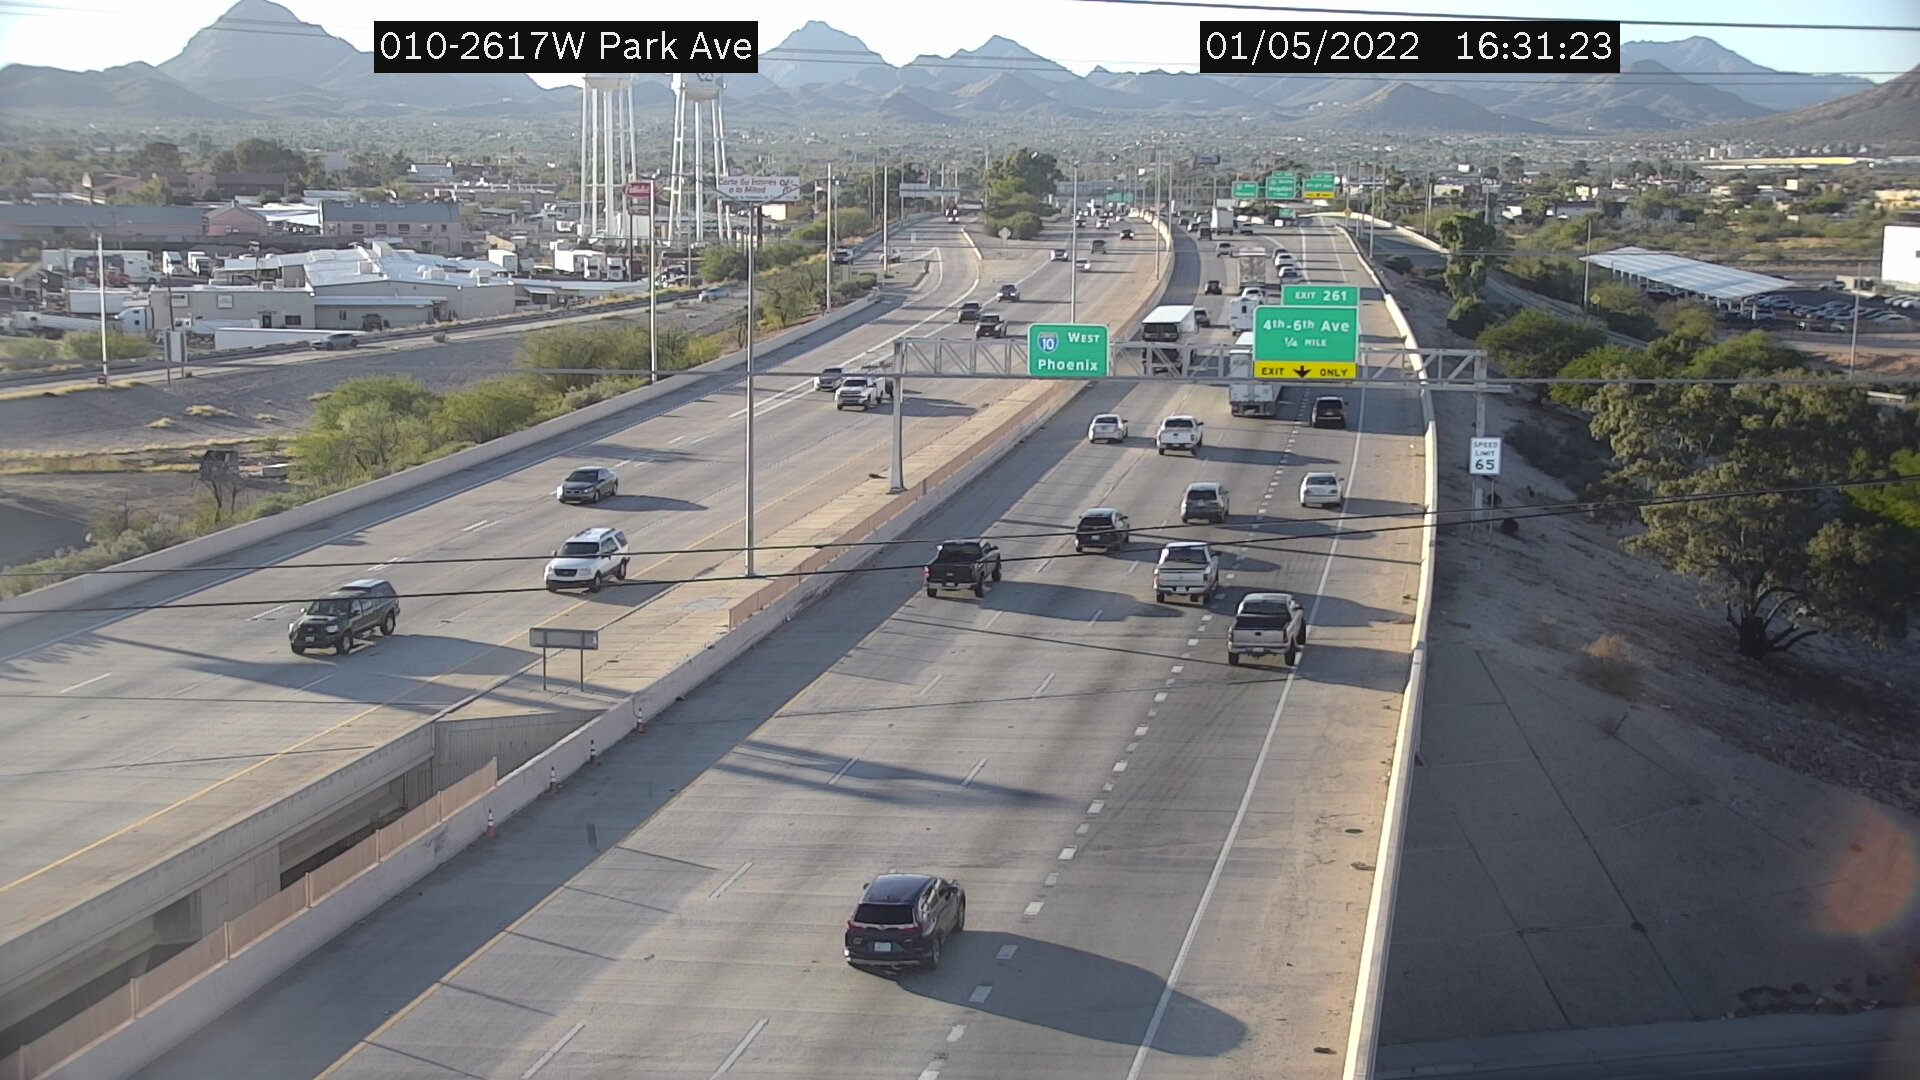 010-2617W Park Ave
01/05/2022 16:31:23
EXIT 261
4th-6th Ave
1/4 MILE
EXIT ONLY
10 WEST
Phoenix
SPEED
LIMIT
65